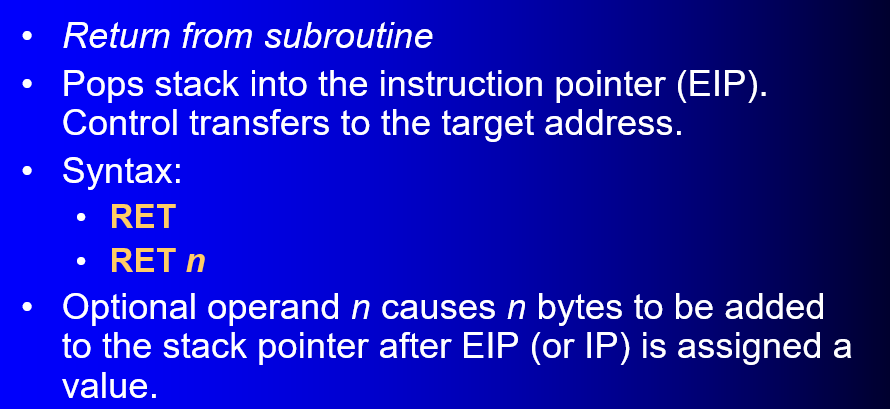 • Return from subroutine
• Pops stack into the instruction pointer (EIP).
Control transfers to the target address.
• Syntax:
• RET
• RET n
• Optional operand n causes n bytes to be added
to the stack pointer after EIP (or IP) is assigned a
value.